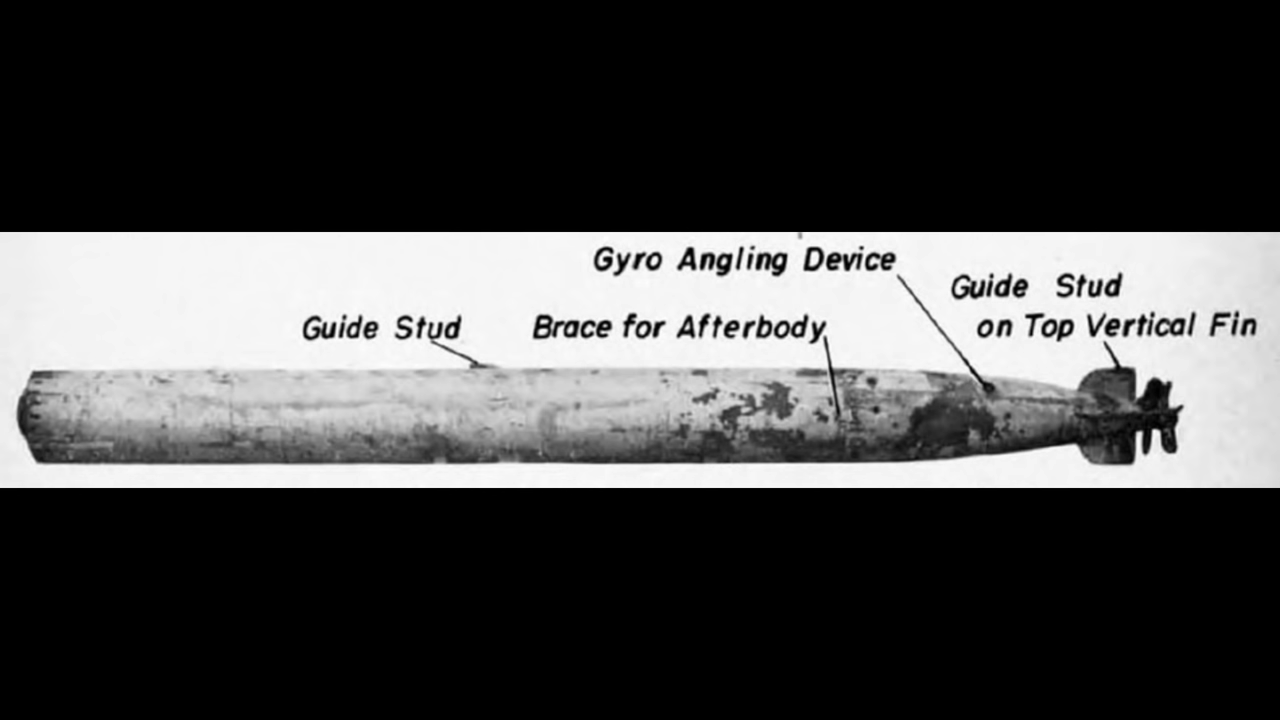 Gyro Angling Device
Guide Stud
on Top Vertical Fin
Guide Stud
Brace for Afterbody